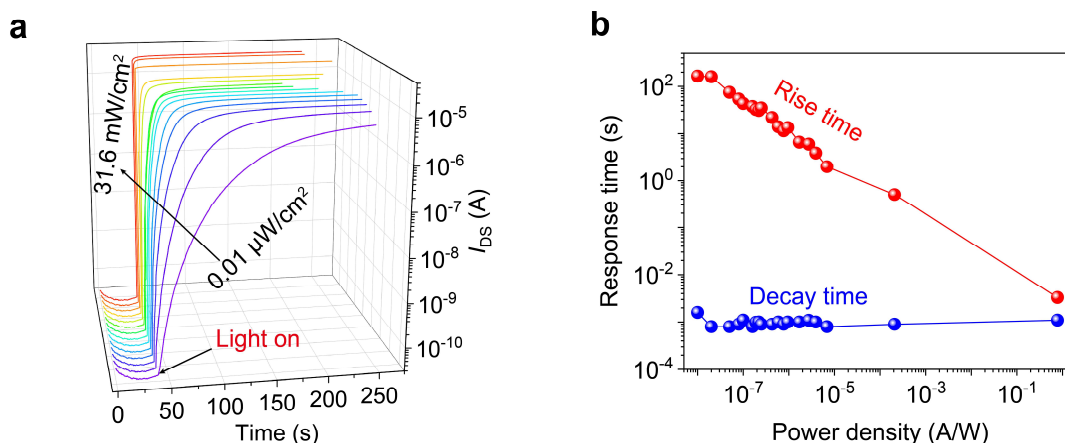 a
31.6 mW/cm²
0.01 µW/cm²
Light on
10⁻⁵
10⁻⁶
10⁻⁷
10⁻⁸
10⁻⁹
10⁻¹⁰
I_DS (A)
0 50 100 150 200 250
Time (s)
b
Rise time
Decay time
10²
10⁰
10⁻²
10⁻⁴
Response time (s)
10⁻⁷ 10⁻⁵ 10⁻³ 10⁻¹
Power density (A/W)